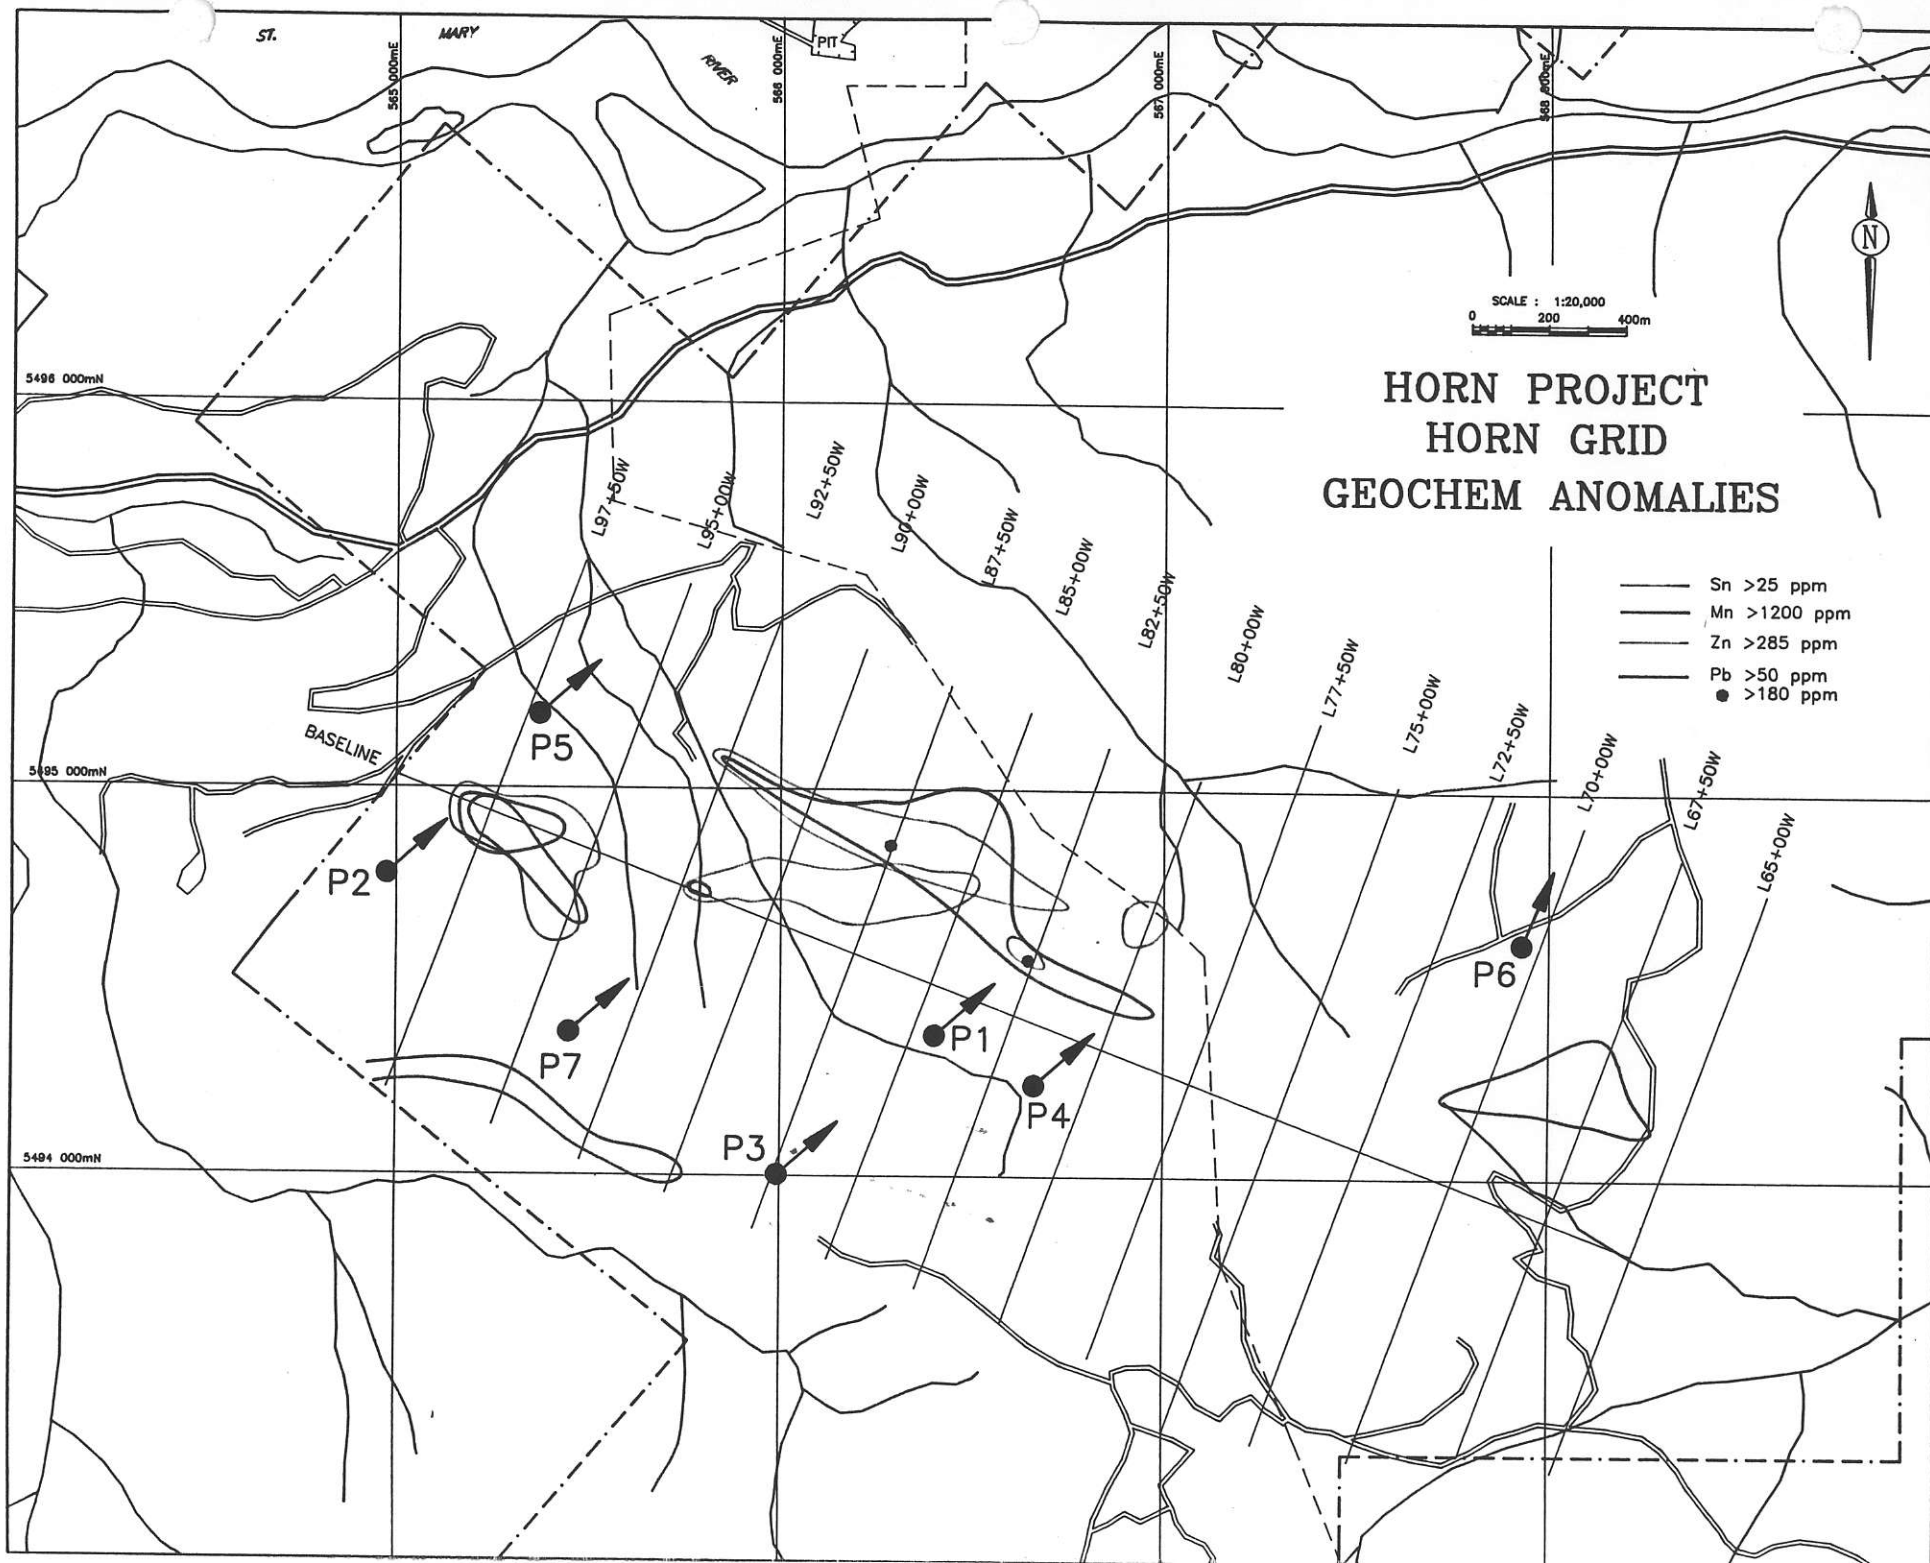 ST. MARY RIVER
PIT
565 000mE
566 000mE
567 000mE
568 000mE
N
SCALE : 1:20,000
0 200 400m
5496 000mN
HORN PROJECT
HORN GRID
GEOCHEM ANOMALIES
L97+50W
L95+00W
L92+50W
L90+00W
L87+50W
L85+00W
L82+50W
L80+00W
L77+50W
L75+00W
L72+50W
L70+00W
L67+50W
L65+00W
Sn >25 ppm
Mn >1200 ppm
Zn >285 ppm
Pb >50 ppm
>180 ppm
BASELINE
P5
5495 000mN
P2
P6
P7
P1
P4
P3
5494 000mN